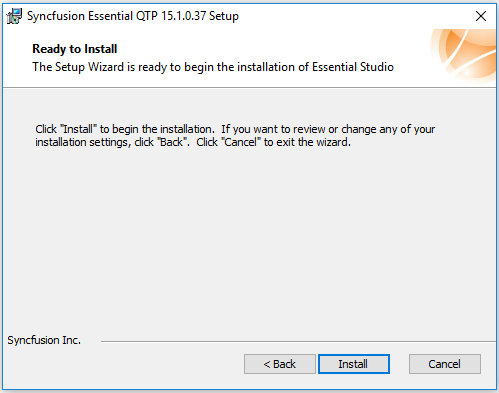 Syncfusion Essential QTP 15.1.0.37 Setup
Ready to Install
The Setup Wizard is ready to begin the installation of Essential Studio
Click "Install" to begin the installation.  If you want to review or change any of your
installation settings, click "Back".  Click "Cancel" to exit the wizard.
Syncfusion Inc.
< Back
Install
Cancel